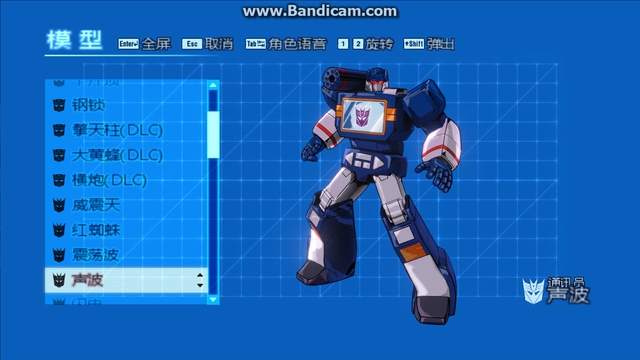 www.Bandicam.com
模型 Enter 全屏 Esc 取消 Tab 角色语音 1 2 旋转 +Shift 弹出
钢锁
擎天柱(DLC)
大黄蜂(DLC)
横炮(DLC)
威震天
红蜘蛛
震荡波
声波
通讯员
声波